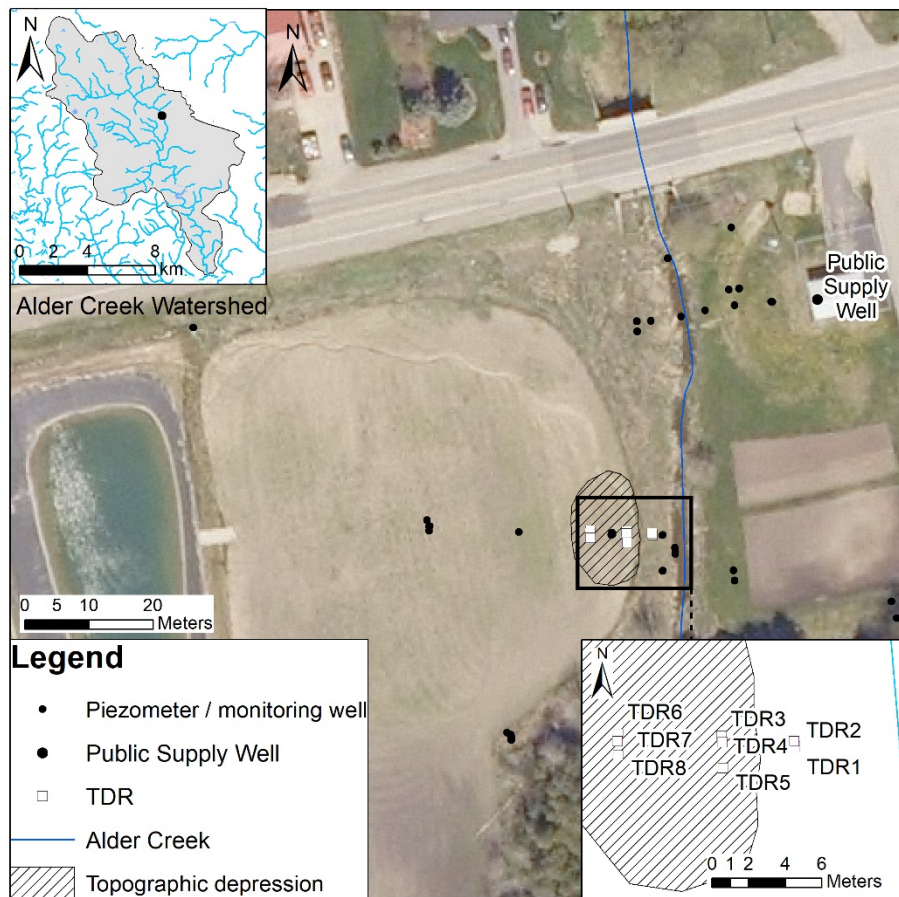 N
0 2 4 8
km
Alder Creek Watershed
N
Public
Supply
Well
0 5 10 20
Meters
Legend
Piezometer / monitoring well
Public Supply Well
TDR
Alder Creek
Topographic depression
N
TDR6
TDR3
TDR2
TDR7
TDR4
TDR8
TDR5
TDR1
0 1 2 4 6
Meters